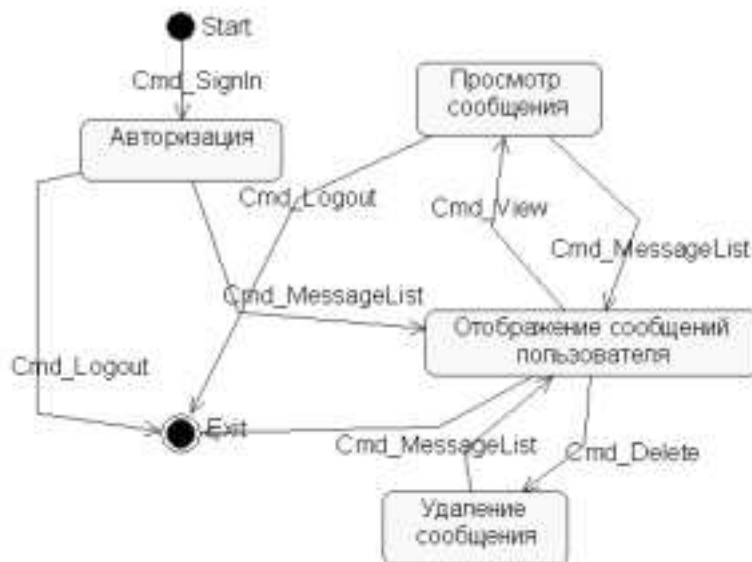 Start
Cmd_SignIn
Просмотр
сообщения
Авторизация
Cmd_Logout
Cmd_View
Cmd_MessageList
Cmd_MessageList
Отображение сообщений
пользователя
Cmd_Logout
Exit
Cmd_MessageList
Cmd_Delete
Удаление
сообщения